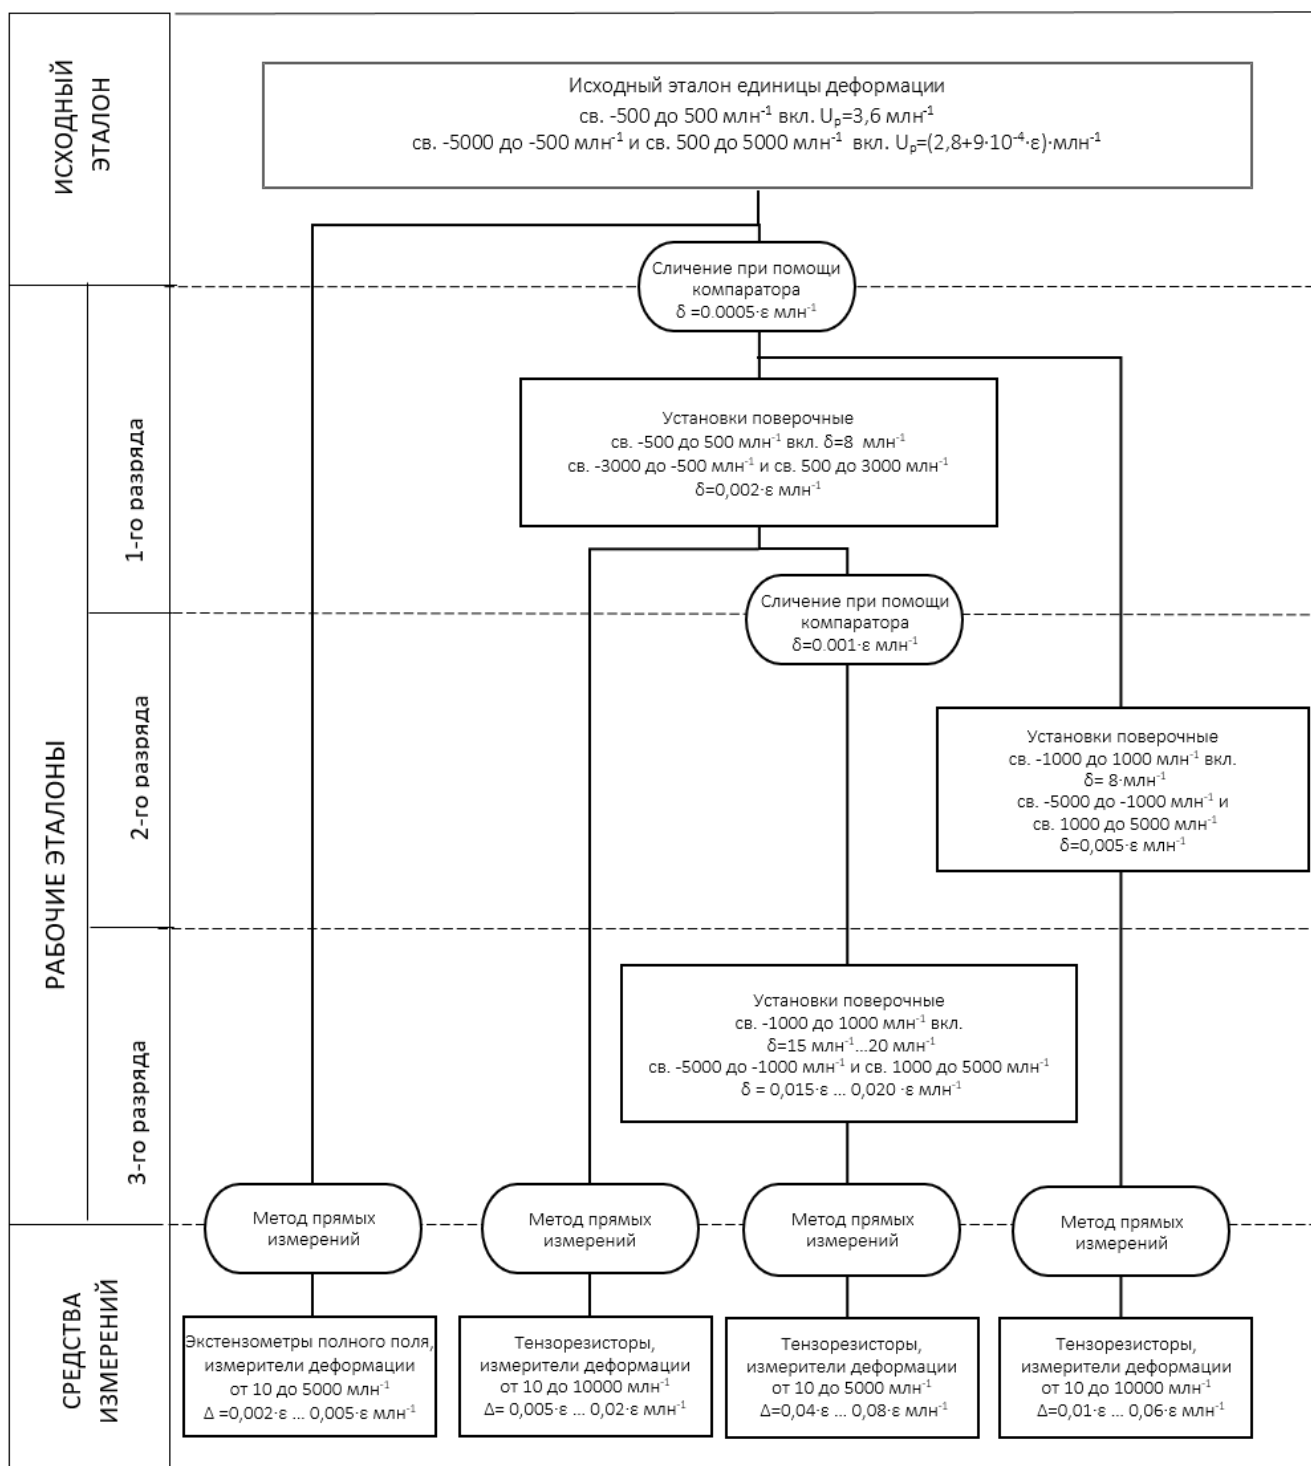 ИСХОДНЫЙ
ЭТАЛОН
Исходный эталон единицы деформации
св. -500 до 500 млн⁻¹ вкл. Uₚ=3,6 млн⁻¹
св. -5000 до -500 млн⁻¹ и св. 500 до 5000 млн⁻¹ вкл. Uₚ=(2,8+9·10⁻⁴·ε)·млн⁻¹
Сличение при помощи
компаратора
δ =0.0005·ε млн⁻¹
РАБОЧИЕ ЭТАЛОНЫ
1-го разряда
Установки поверочные
св. -500 до 500 млн⁻¹ вкл. δ=8 млн⁻¹
св. -3000 до -500 млн⁻¹ и св. 500 до 3000 млн⁻¹
δ=0,002·ε млн⁻¹
Сличение при помощи
компаратора
δ=0.001·ε млн⁻¹
2-го разряда
Установки поверочные
св. -1000 до 1000 млн⁻¹ вкл.
δ= 8·млн⁻¹
св. -5000 до -1000 млн⁻¹ и
св. 1000 до 5000 млн⁻¹
δ=0,005·ε млн⁻¹
3-го разряда
Установки поверочные
св. -1000 до 1000 млн⁻¹ вкл.
δ=15 млн⁻¹...20 млн⁻¹
св. -5000 до -1000 млн⁻¹ и св. 1000 до 5000 млн⁻¹
δ = 0,015·ε ... 0,020 ·ε млн⁻¹
Метод прямых
измерений
Метод прямых
измерений
Метод прямых
измерений
Метод прямых
измерений
СРЕДСТВА
ИЗМЕРЕНИЙ
Экстензометры полного поля,
измерители деформации
от 10 до 5000 млн⁻¹
Δ =0,002·ε ... 0,005·ε млн⁻¹
Тензорезисторы,
измерители деформации
от 10 до 10000 млн⁻¹
Δ= 0,005·ε ... 0,02·ε млн⁻¹
Тензорезисторы,
измерители деформации
от 10 до 5000 млн⁻¹
Δ=0,04·ε ... 0,08·ε млн⁻¹
Тензорезисторы,
измерители деформации
от 10 до 10000 млн⁻¹
Δ=0,01·ε ... 0,06·ε млн⁻¹